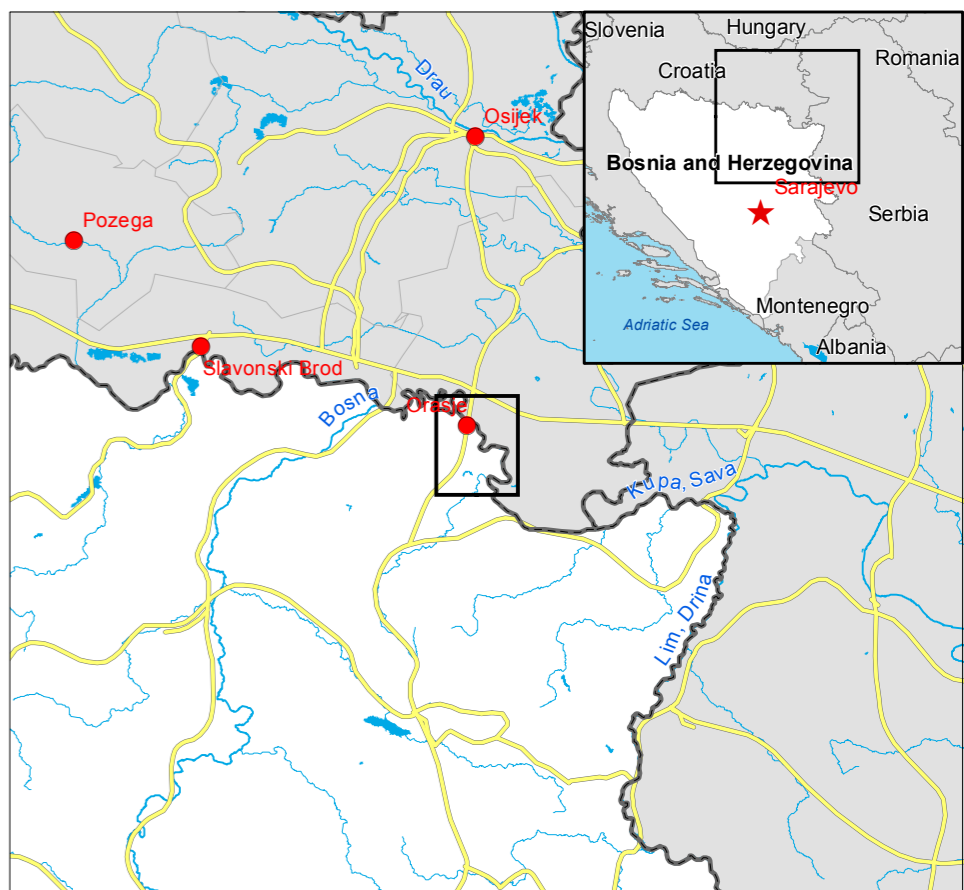 Slovenia
Hungary
Romania
Croatia
Bosnia and Herzegovina
Sarajevo
Serbia
Montenegro
Adriatic Sea
Albania
Drau
Osijek
Pozega
Slavonski Brod
Bosna
Orasje
Kupa, Sava
Lim, Drina